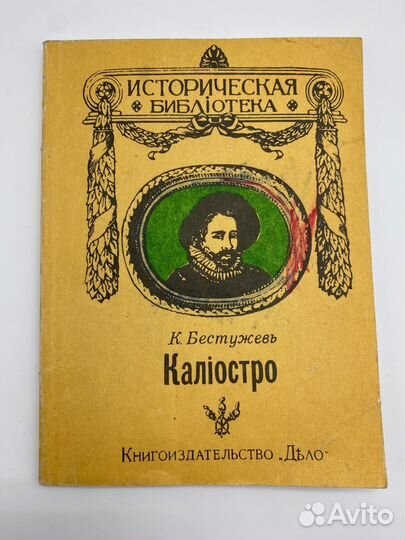 ИСТОРИЧЕСКАЯ
БИБЛІОТЕКА
К. Бестужевъ
Каліостро
Книгоиздательство „Дѣло“
Avito